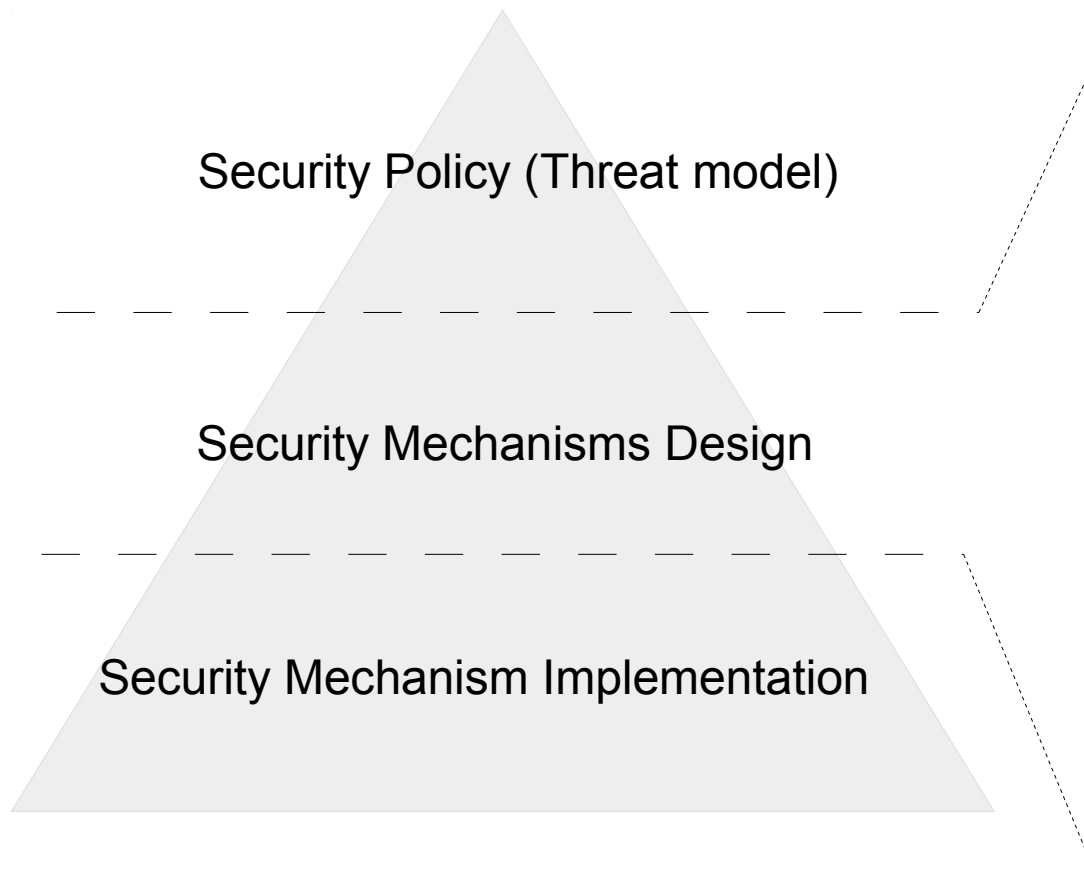 Security Policy (Threat model)
Security Mechanisms Design
Security Mechanism Implementation